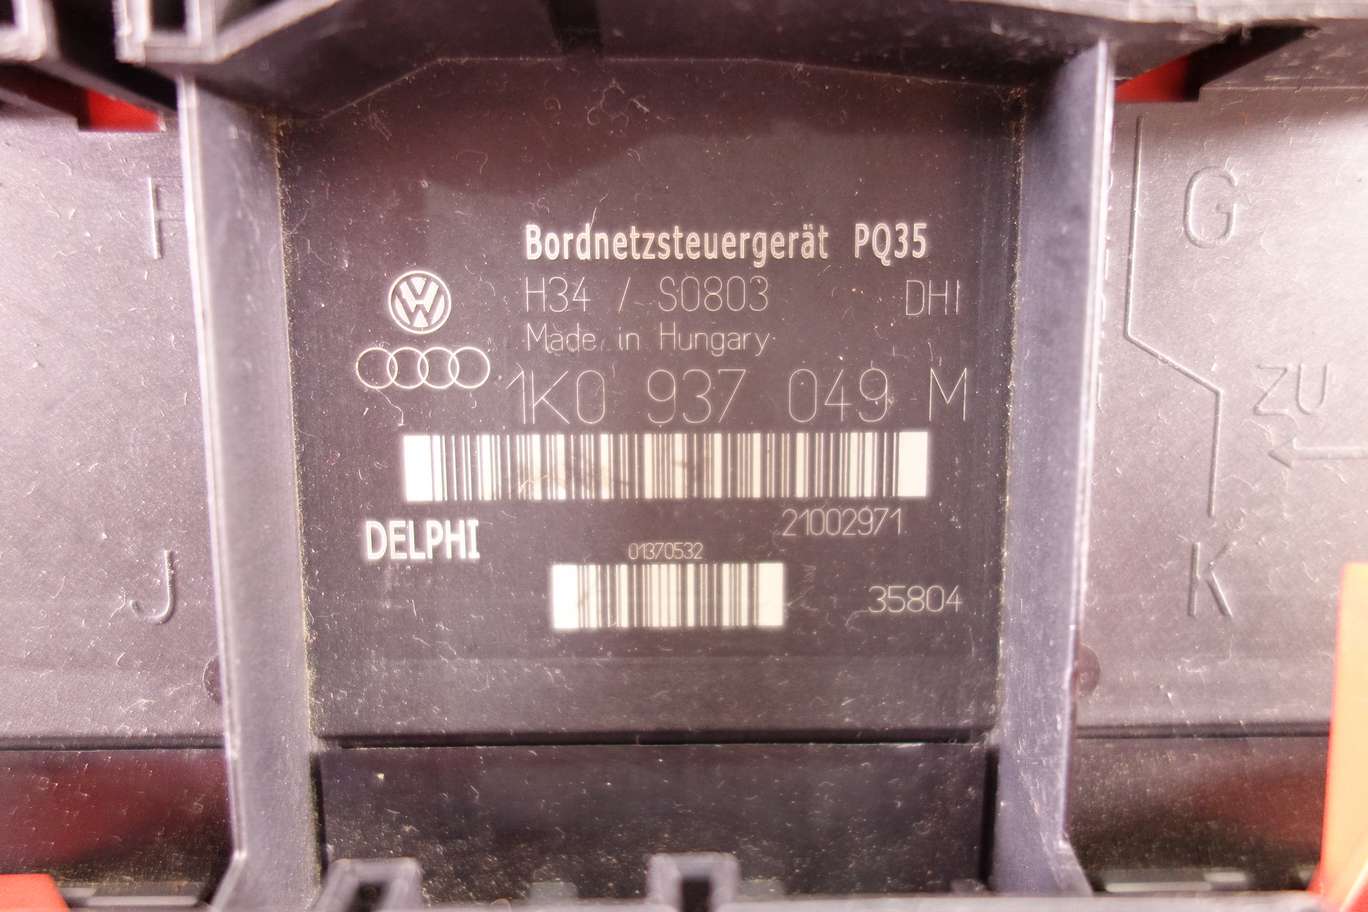 H
G
Bordnetzsteuergerät PQ35
H34 / S0803 DHI
Made in Hungary
1K0 937 049 M
ZU
DELPHI
21002971
01370532
35804
J
K